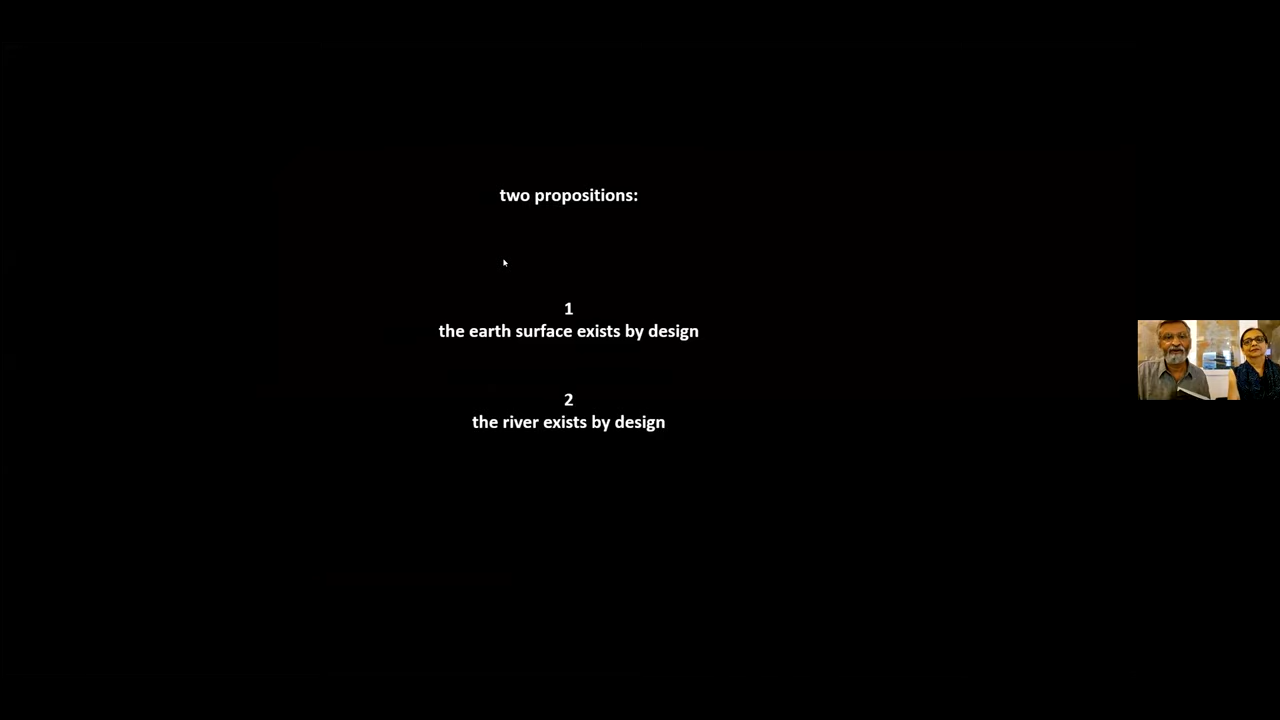 two propositions:
1
the earth surface exists by design
2
the river exists by design